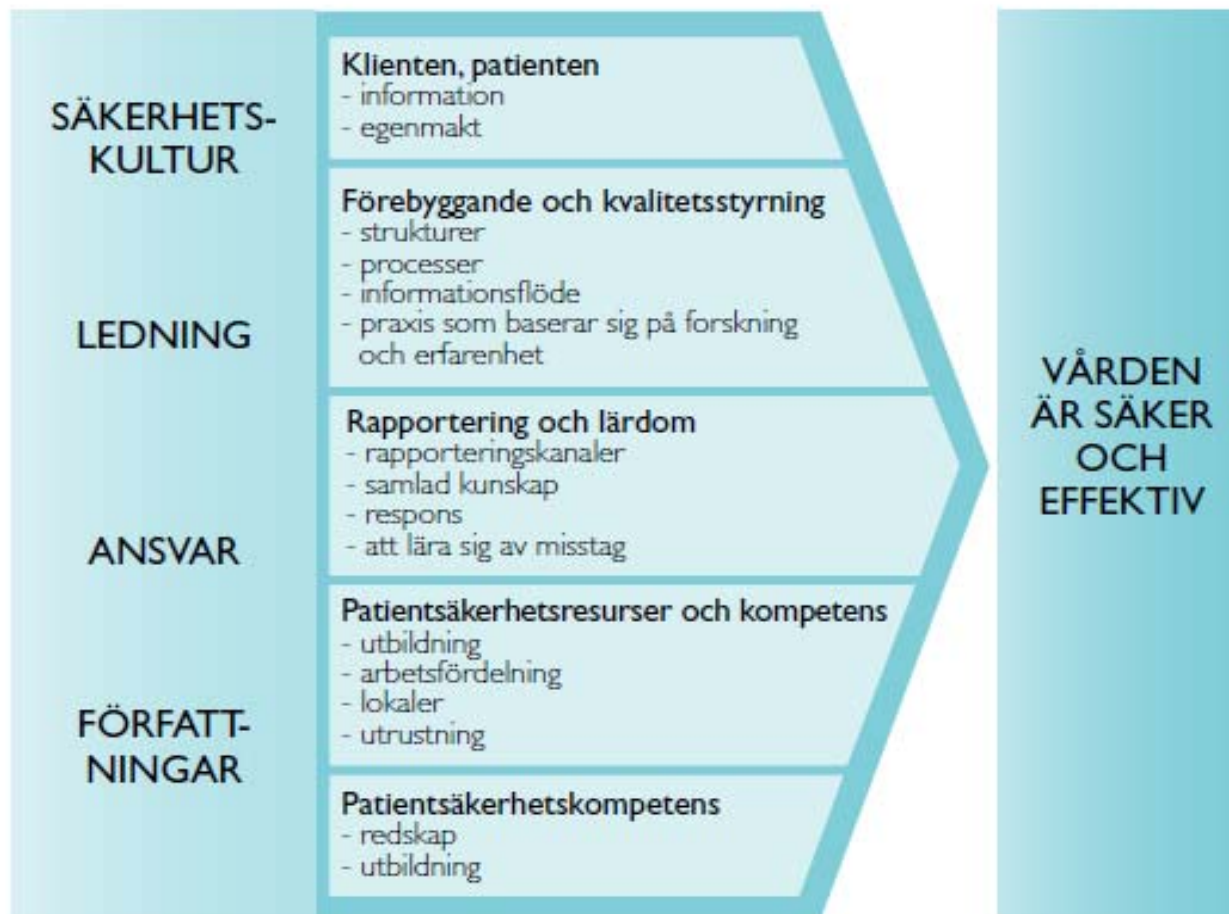 SÄKERHETS-
KULTUR
LEDNING
ANSVAR
FÖRFATT-
NINGAR
Klienten, patienten
- information
- egenmakt
Förebyggande och kvalitetsstyrning
- strukturer
- processer
- informationsflöde
- praxis som baserar sig på forskning
och erfarenhet
Rapportering och lärdom
- rapporteringskanaler
- samlad kunskap
- respons
- att lära sig av misstag
Patientsäkerhetsresurser och kompetens
- utbildning
- arbetsfördelning
- lokaler
- utrustning
Patientsäkerhetskompetens
- redskap
- utbildning
VÅRDEN
ÄR SÄKER
OCH
EFFEKTIV